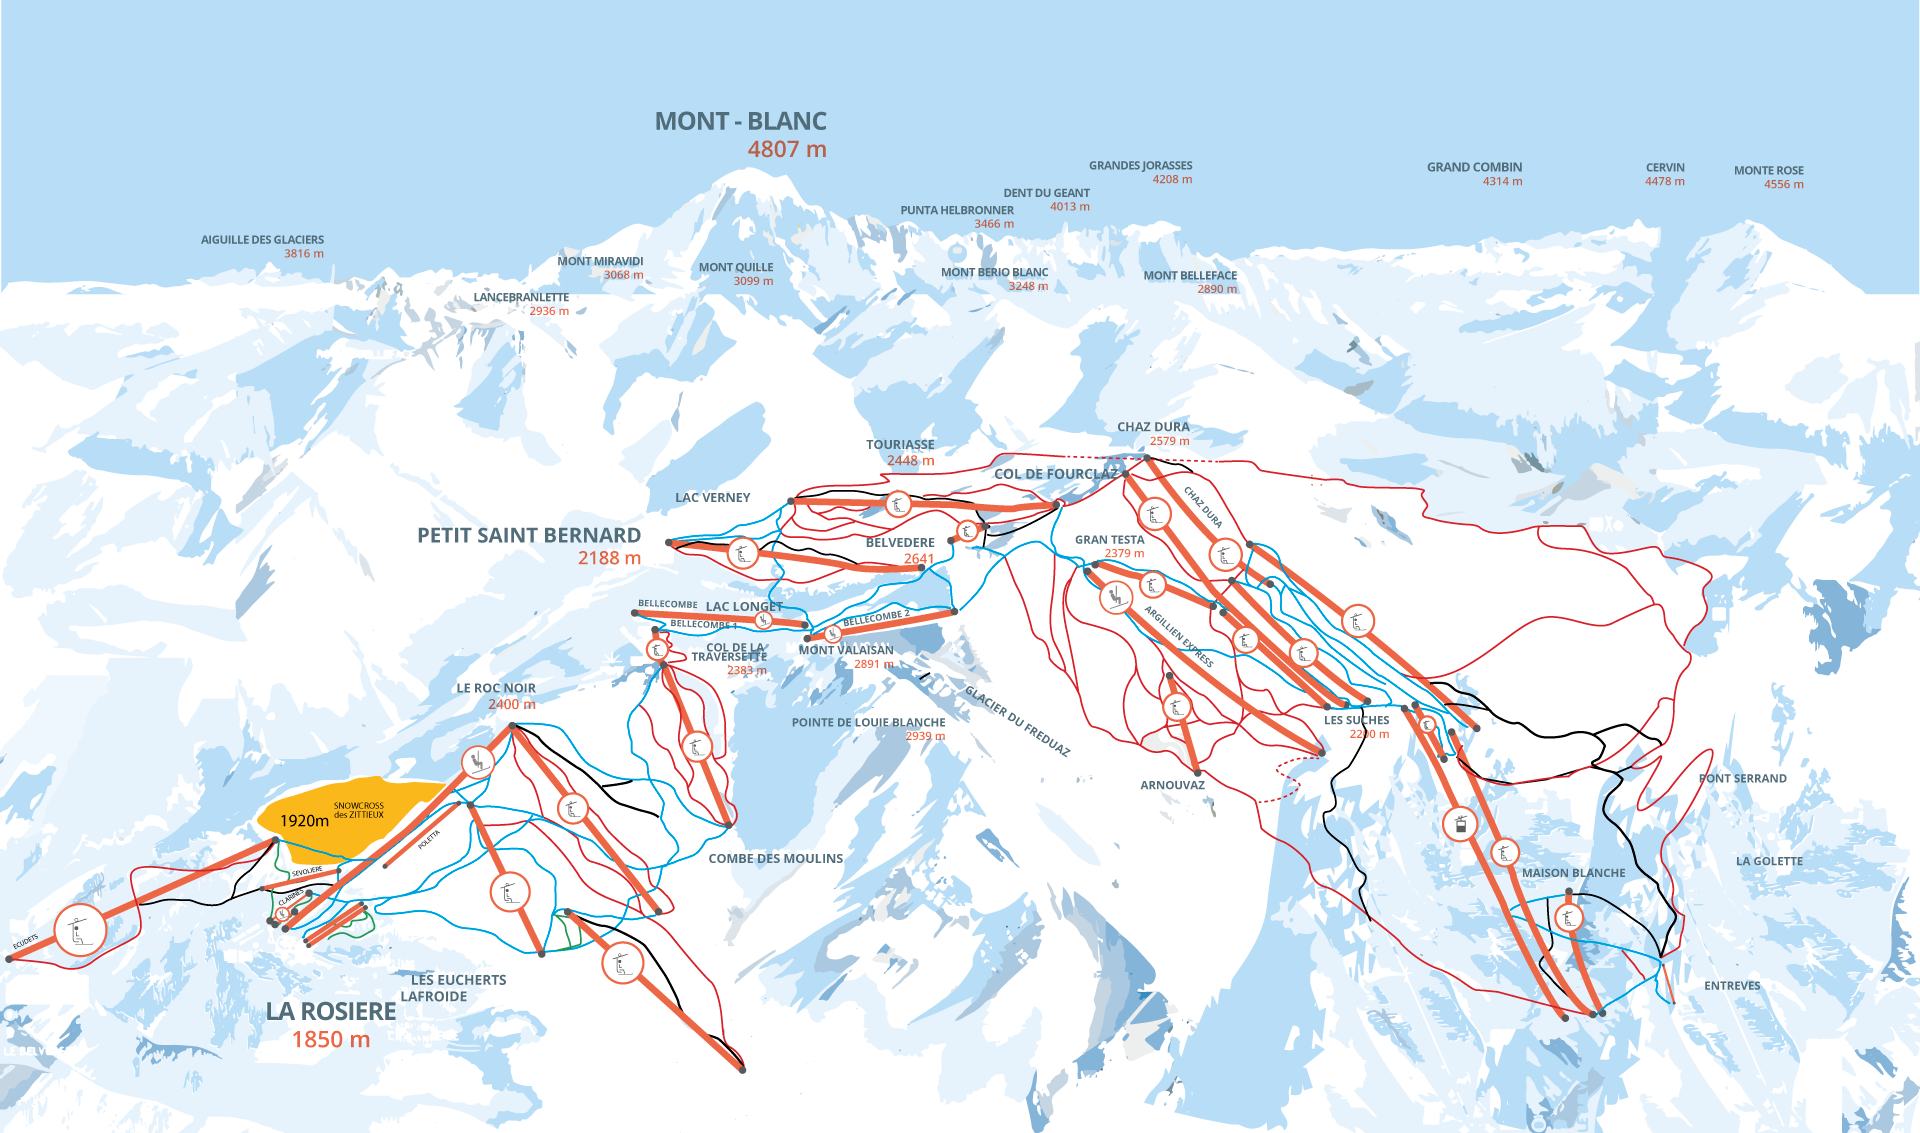 MONT - BLANC
4807 m
GRANDES JORASSES
4208 m
GRAND COMBIN
4314 m
CERVIN
4478 m
MONTE ROSE
4556 m
DENT DU GEANT
4013 m
PUNTA HELBRONNER
3466 m
AIGUILLE DES GLACIERS
3816 m
MONT MIRAVIDI
3068 m
MONT QUILLE
3099 m
MONT BERIO BLANC
3248 m
MONT BELLEFACE
2890 m
LANCEBRANLETTE
2936 m
CHAZ DURA
2579 m
TOURIASSE
2448 m
COL DE FOURCLAZ
LAC VERNEY
CHAZ DURA
PETIT SAINT BERNARD
2188 m
BELVEDERE
2641
GRAN TESTA
2379 m
BELLECOMBE
LAC LONGET
BELLECOMBE 1
BELLECOMBE 2
ARGILLIEN EXPRESS
COL DE LA
TRAVERSETTE
2383 m
MONT VALAISAN
2891 m
LE ROC NOIR
2400 m
GLACIER DU FREDUAZ
POINTE DE LOUIE BLANCHE
2939 m
LES SUCHES
2200 m
ARNOUVAZ
PONT SERRAND
SNOWCROSS
des ZITTIEUX
1920m
POLETTA
COMBE DES MOULINS
LA GOLETTE
MAISON BLANCHE
SEVOLIERE
CLARINES
ECUDETS
LES EUCHERTS
LAFROIDE
ENTREVES
LA ROSIERE
1850 m